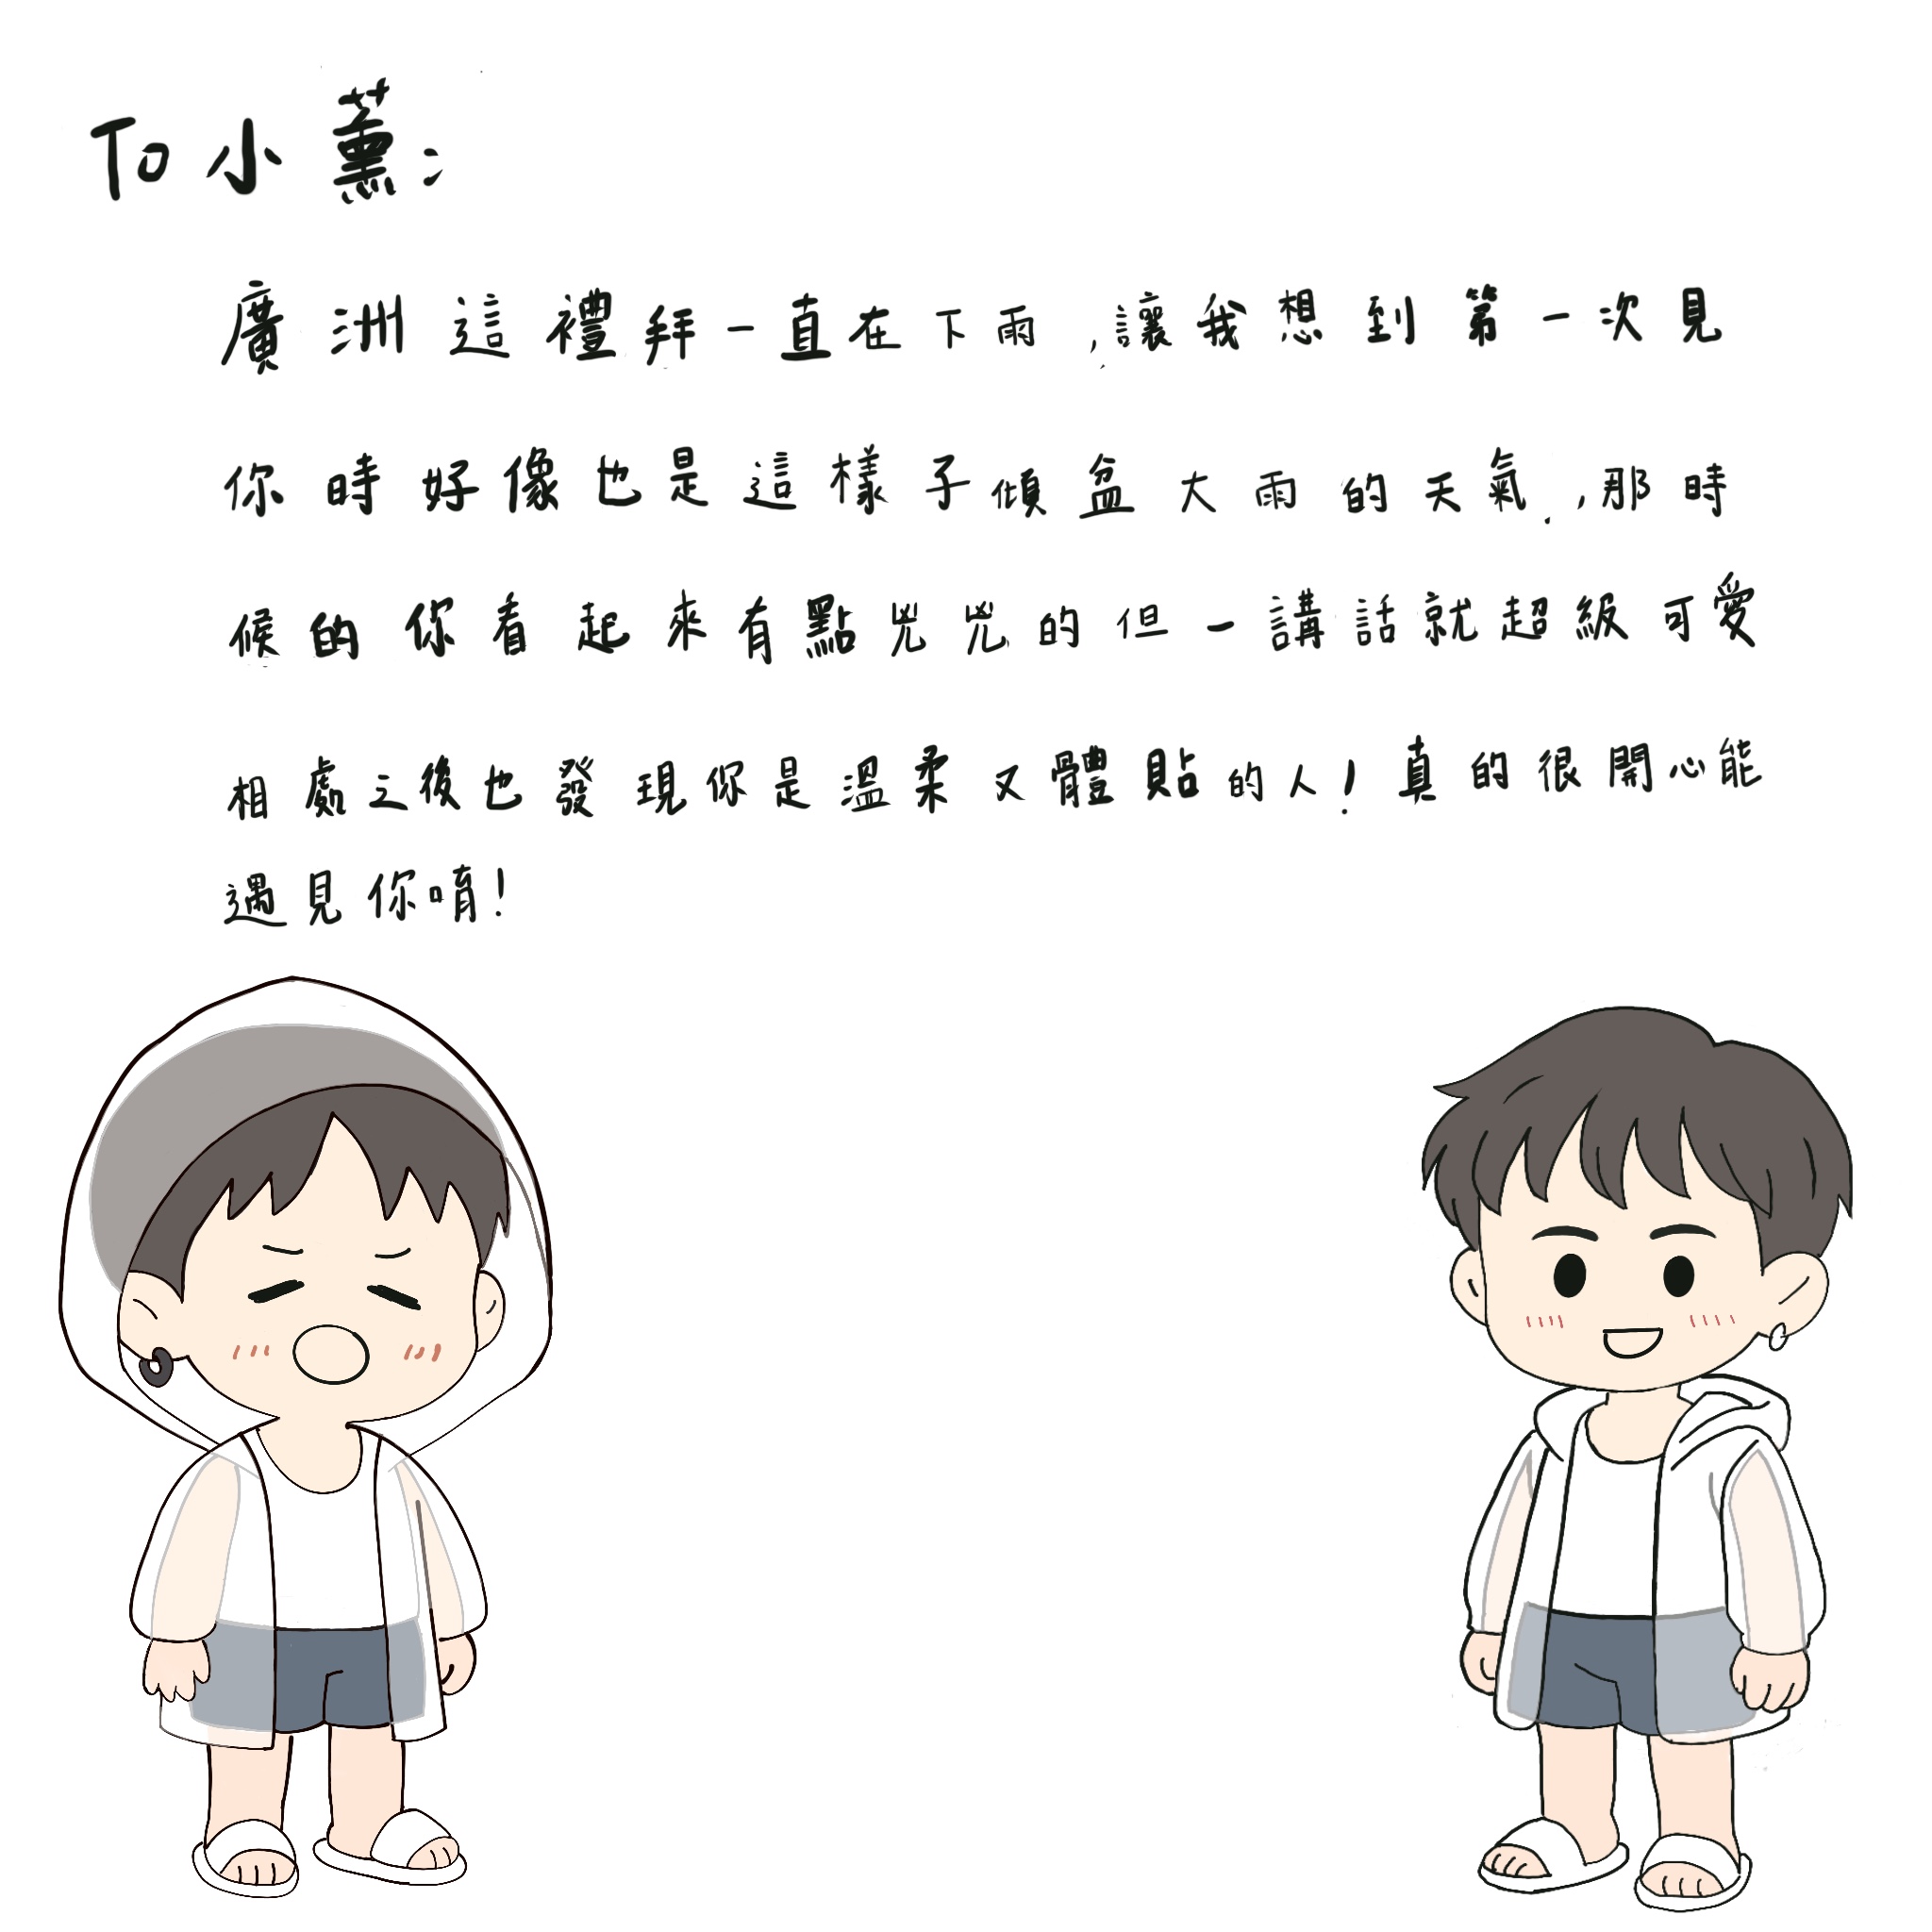 To 小薰:
廣洲這禮拜一直在下雨,讓我想到第一次見
你時好像也是這樣子傾盆大雨的天氣,那時
候的你看起來有點兇兇的但一講話就超級可愛
相處之後也發現你是溫柔又體貼的人!真的很開心能
遇見你唷!